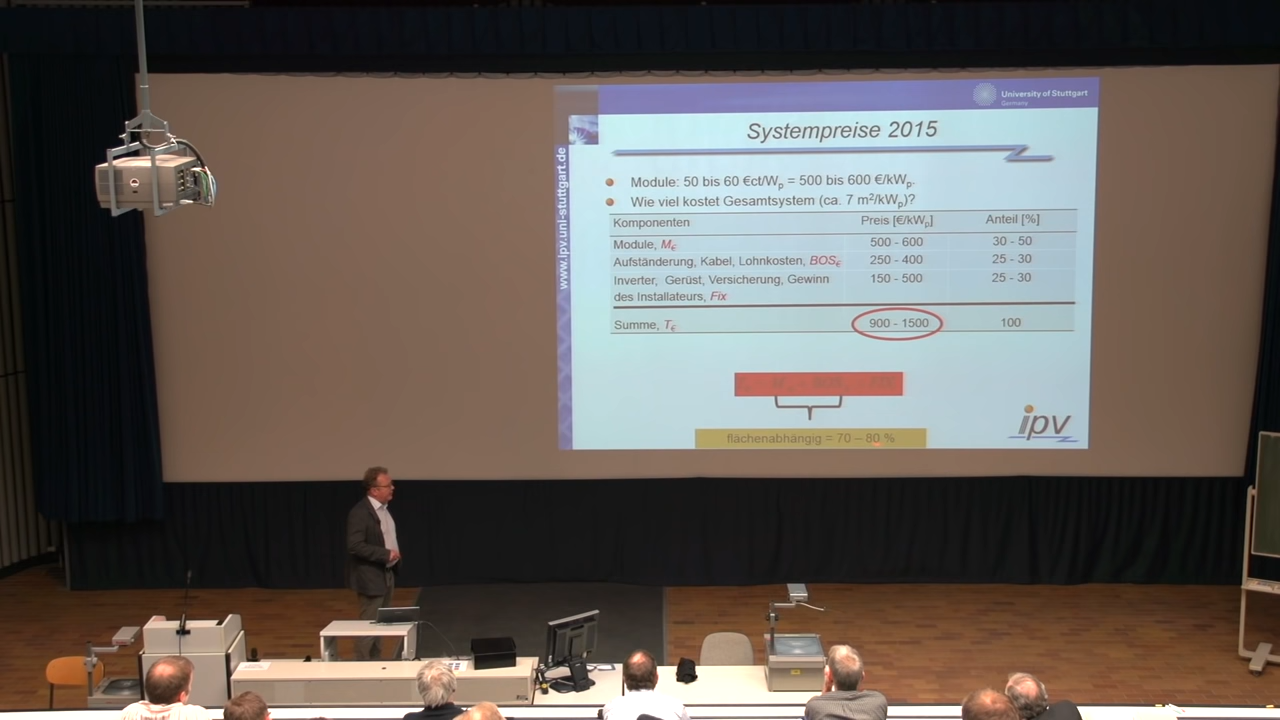 University of Stuttgart
Germany
www.ipv.uni-stuttgart.de
Systempreise 2015
Module: 50 bis 60 €ct/Wp = 500 bis 600 €/kWp.
Wie viel kostet Gesamtsystem (ca. 7 m²/kWp)?
Komponenten Preis [€/kWp] Anteil [%]
Module, M€ 500 - 600 30 - 50
Aufständerung, Kabel, Lohnkosten, BOS€ 250 - 400 25 - 30
Inverter, Gerüst, Versicherung, Gewinn 150 - 500 25 - 30
des Installateurs, Fix
Summe, T€ 900 - 1500 100
flächenabhängig = 70 – 80 %
ipv